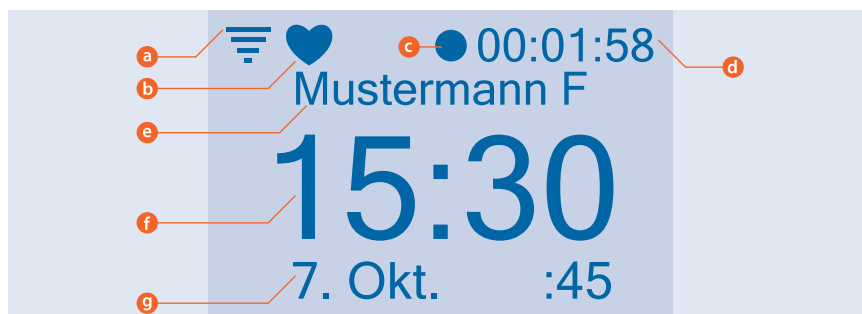 a
c 00:01:58 d
b
Mustermann F
e
15:30
f
7. Okt. :45
g